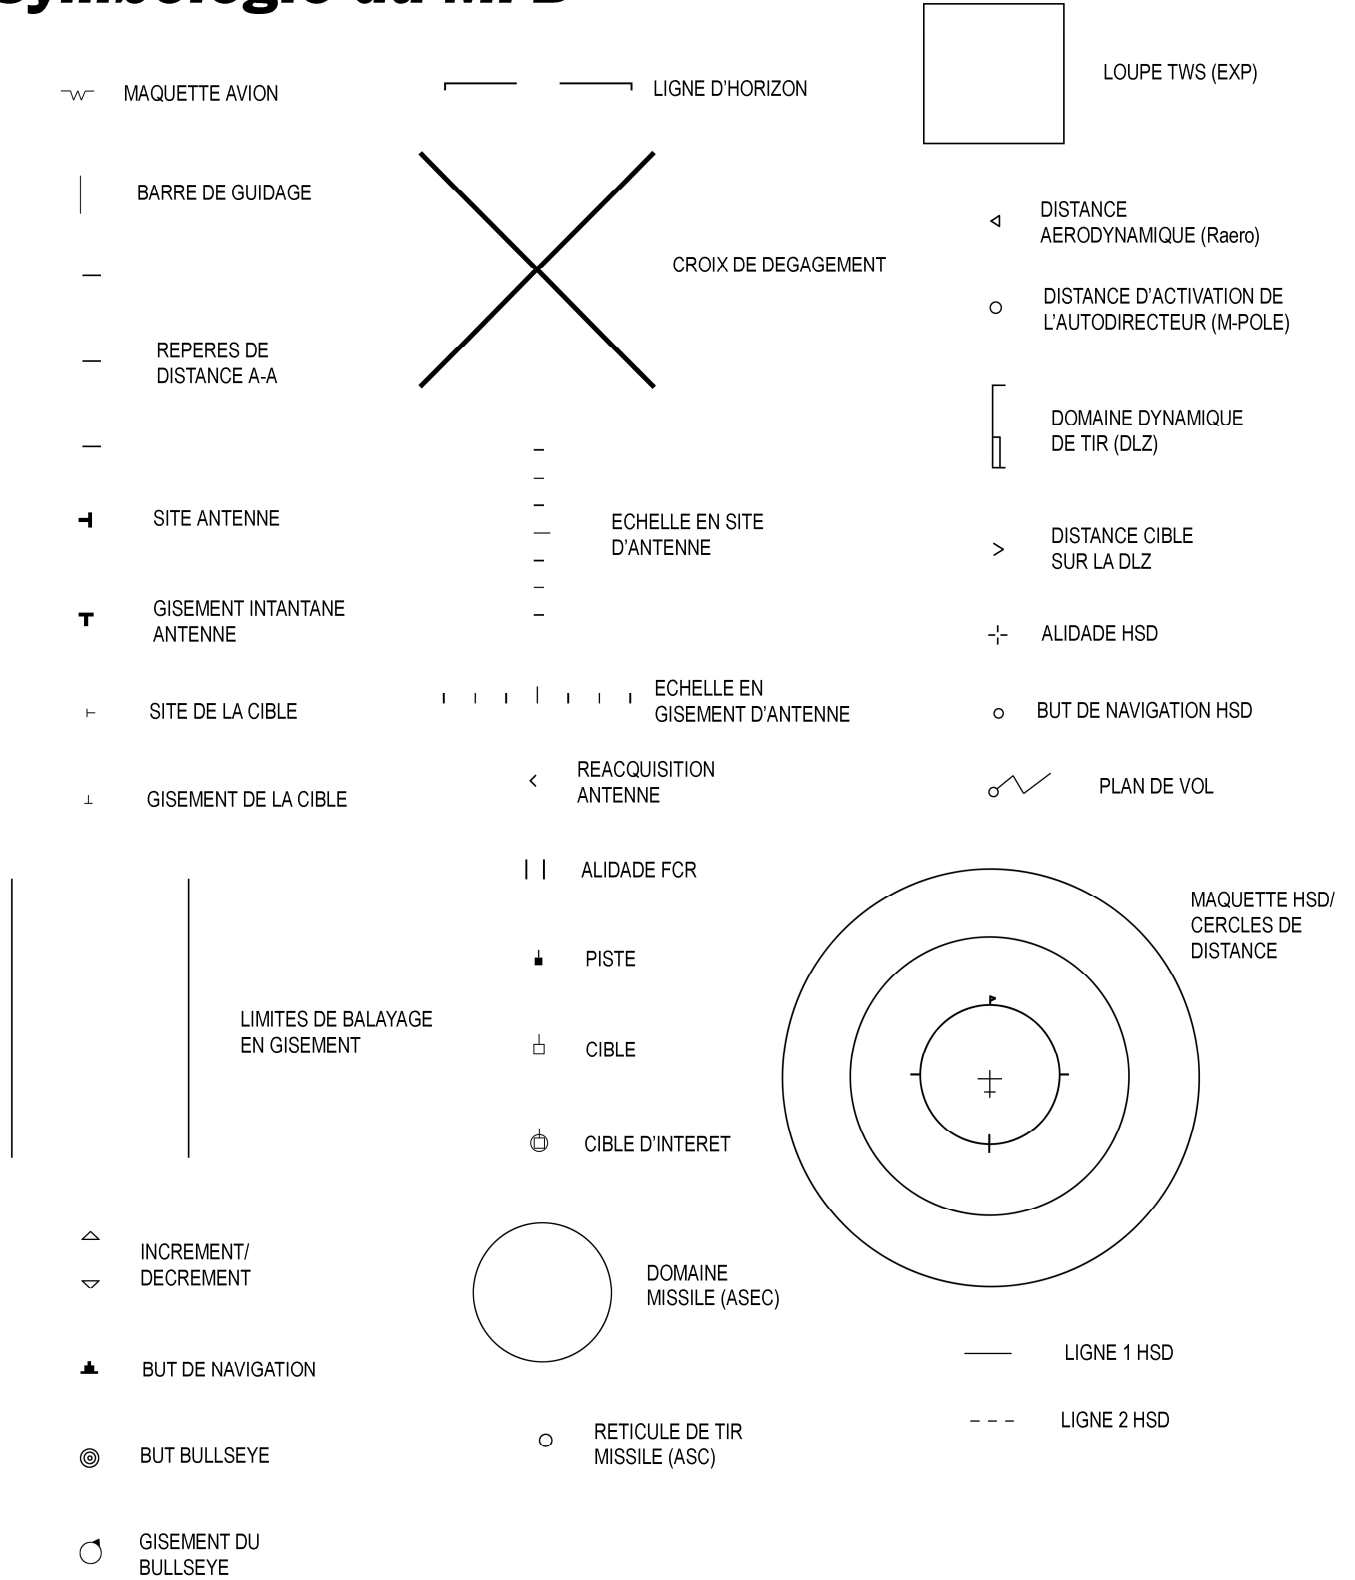 Symbologie du MFD
MAQUETTE AVION
BARRE DE GUIDAGE
REPERES DE
DISTANCE A-A
SITE ANTENNE
GISEMENT INTANTANE
ANTENNE
SITE DE LA CIBLE
GISEMENT DE LA CIBLE
LIMITES DE BALAYAGE
EN GISEMENT
INCREMENT/
DECREMENT
BUT DE NAVIGATION
BUT BULLSEYE
GISEMENT DU
BULLSEYE
LIGNE D'HORIZON
CROIX DE DEGAGEMENT
ECHELLE EN SITE
D'ANTENNE
ECHELLE EN
GISEMENT D'ANTENNE
REACQUISITION
ANTENNE
ALIDADE FCR
PISTE
CIBLE
CIBLE D'INTERET
DOMAINE
MISSILE (ASEC)
RETICULE DE TIR
MISSILE (ASC)
LOUPE TWS (EXP)
DISTANCE
AERODYNAMIQUE (Raero)
DISTANCE D'ACTIVATION DE
L'AUTODIRECTEUR (M-POLE)
DOMAINE DYNAMIQUE
DE TIR (DLZ)
DISTANCE CIBLE
SUR LA DLZ
ALIDADE HSD
BUT DE NAVIGATION HSD
PLAN DE VOL
MAQUETTE HSD/
CERCLES DE
DISTANCE
LIGNE 1 HSD
LIGNE 2 HSD